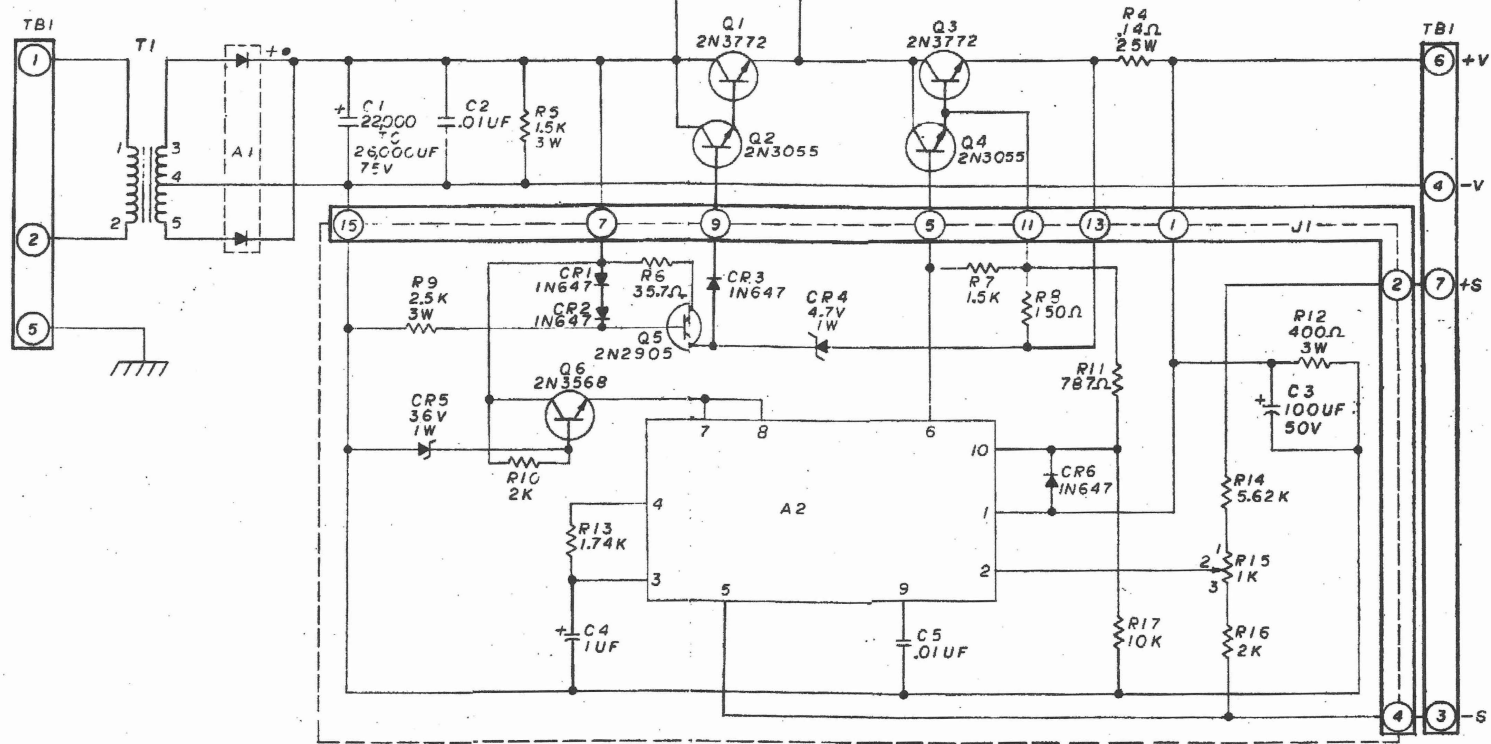 TB1
1
2
5
T1
1
2
3
4
5
A1
+
+
C1
22,000
TO
26,000UF
75V
C2
.01UF
R5
1.5K
3W
Q1
2N3772
Q2
2N3055
Q3
2N3772
Q4
2N3055
R4
.14Ω
25W
TB1
6
+V
4
-V
15
7
9
5
11
13
1
J1
2
7
+S
R9
2.5K
3W
CR1
1N647
CR2
1N647
R6
35.7Ω
Q5
2N2905
CR3
1N647
CR4
4.7V
1W
R7
1.5K
R8
150Ω
R11
787Ω
R12
400Ω
3W
+
C3
100UF
50V
CR5
36V
1W
Q6
2N3568
R10
2K
7
8
6
10
4
A2
1
3
2
5
9
CR6
1N647
R13
1.74K
+
C4
1UF
C5
.01UF
R14
5.62K
1
2
3
R15
1K
R17
10K
R16
2K
4
3
-S